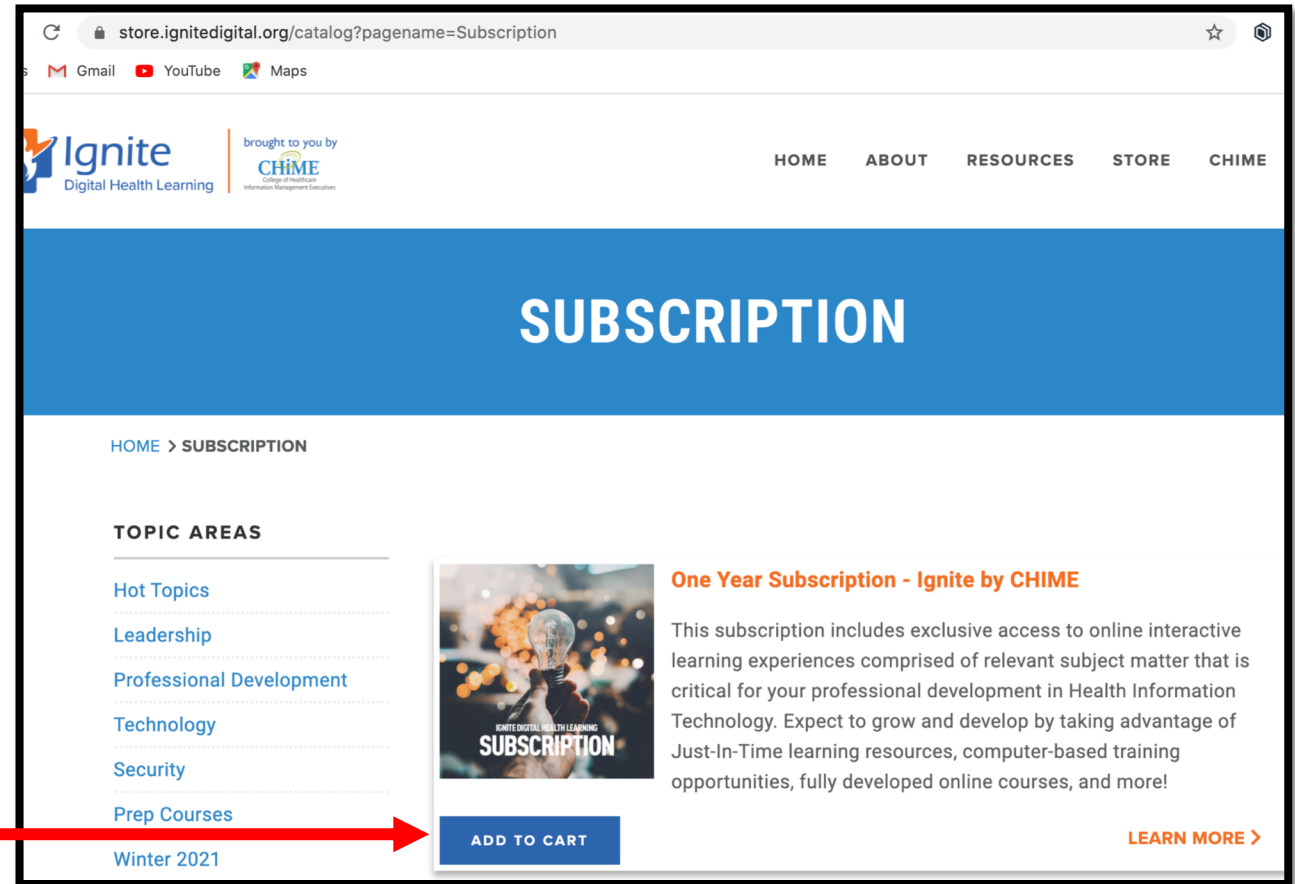 store.ignitedigital.org/catalog?pagename=Subscription
s Gmail YouTube Maps
Ignite
Digital Health Learning
brought to you by
CHiME
College of Healthcare
Information Management Executives
HOME ABOUT RESOURCES STORE CHIME
SUBSCRIPTION
HOME > SUBSCRIPTION
TOPIC AREAS
Hot Topics
Leadership
Professional Development
Technology
Security
Prep Courses
Winter 2021
IGNITE DIGITAL HEALTH LEARNING
SUBSCRIPTION
One Year Subscription - Ignite by CHIME
This subscription includes exclusive access to online interactive
learning experiences comprised of relevant subject matter that is
critical for your professional development in Health Information
Technology. Expect to grow and develop by taking advantage of
Just-In-Time learning resources, computer-based training
opportunities, fully developed online courses, and more!
ADD TO CART
LEARN MORE >